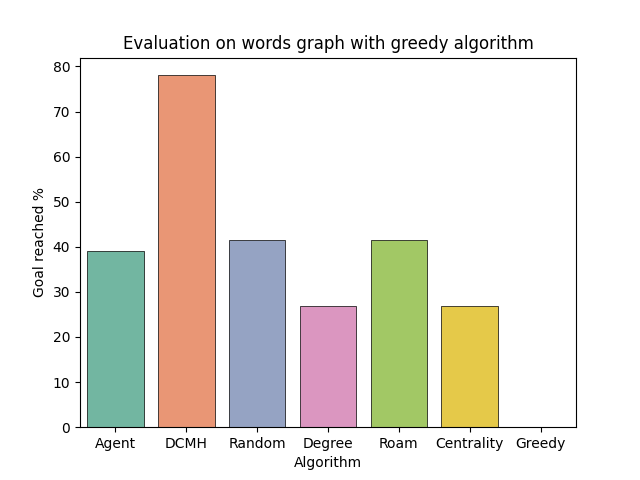 Evaluation on words graph with greedy algorithm
Goal reached %
80
70
60
50
40
30
20
10
0
Agent DCMH Random Degree Roam Centrality Greedy
Algorithm